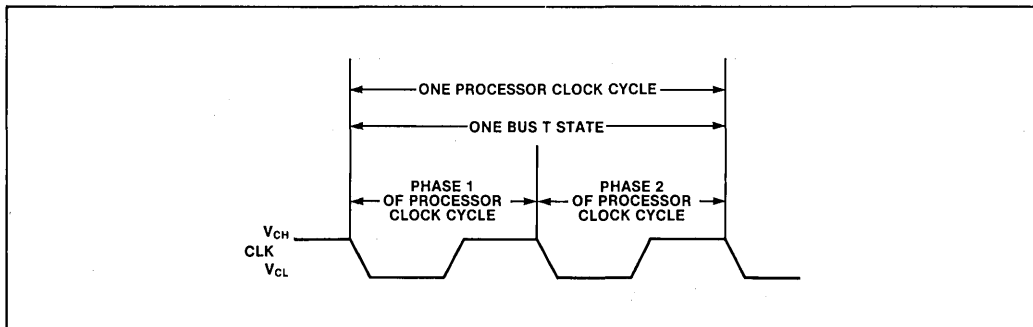 ONE PROCESSOR CLOCK CYCLE
ONE BUS T STATE
PHASE 1
OF PROCESSOR
CLOCK CYCLE
PHASE 2
OF PROCESSOR
CLOCK CYCLE
VCH
CLK
VCL